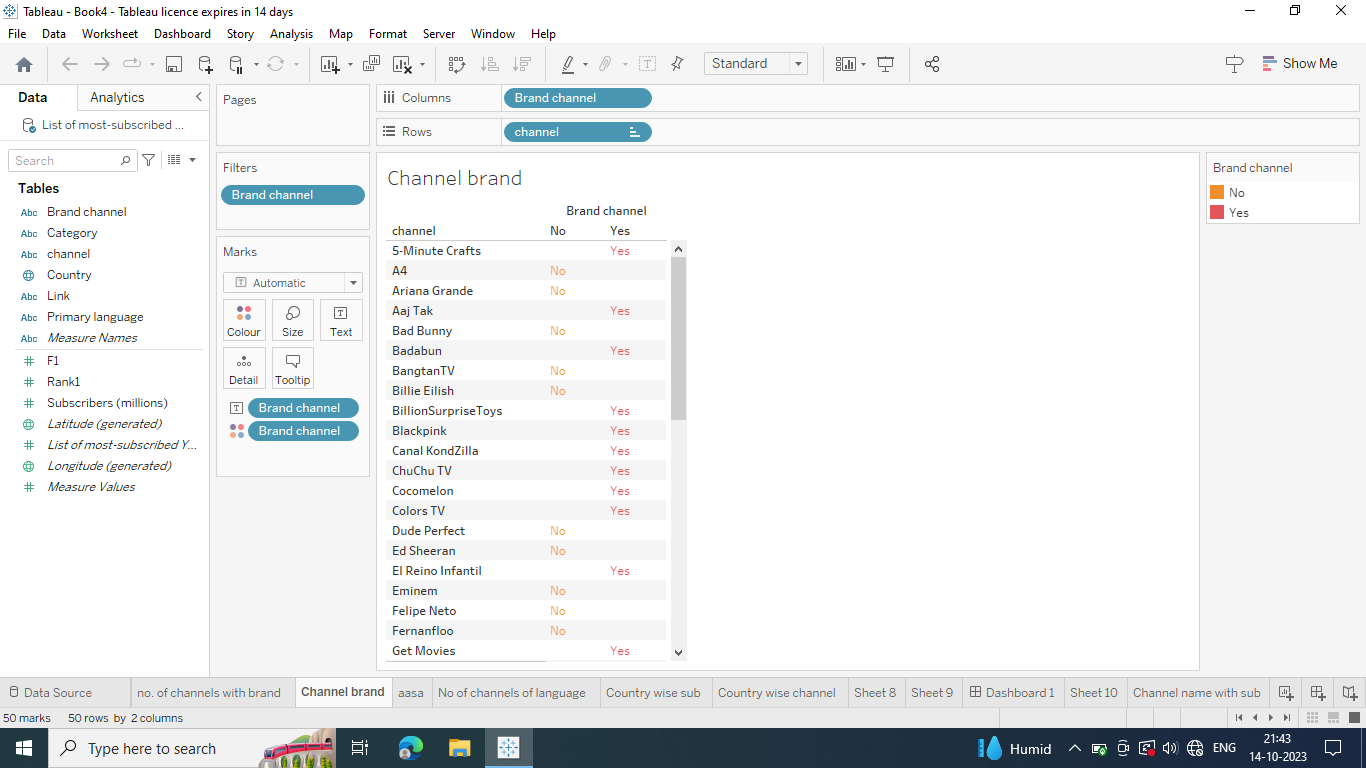 Tableau - Book4 - Tableau licence expires in 14 days
File Data Worksheet Dashboard Story Analysis Map Format Server Window Help
Standard
Show Me
Data Analytics
List of most-subscribed ...
Search
Tables
Abc Brand channel
Abc Category
Abc channel
Country
Abc Link
Abc Primary language
Abc Measure Names
# F1
# Rank1
# Subscribers (millions)
Latitude (generated)
# List of most-subscribed Y...
Longitude (generated)
# Measure Values
Pages
Filters
Brand channel
Marks
T Automatic
Colour Size Text
Detail Tooltip
T Brand channel
Brand channel
Columns Brand channel
Rows channel
Channel brand
Brand channel
channel No Yes
5-Minute Crafts Yes
A4 No
Ariana Grande No
Aaj Tak Yes
Bad Bunny No
Badabun Yes
BangtanTV No
Billie Eilish No
BillionSurpriseToys Yes
Blackpink Yes
Canal KondZilla Yes
ChuChu TV Yes
Cocomelon Yes
Colors TV Yes
Dude Perfect No
Ed Sheeran No
El Reino Infantil Yes
Eminem No
Felipe Neto No
Fernanfloo No
Get Movies Yes
Brand channel
No
Yes
Data Source no. of channels with brand Channel brand aasa No of channels of language Country wise sub Country wise channel Sheet 8 Sheet 9 Dashboard 1 Sheet 10 Channel name with sub
50 marks 50 rows by 2 columns
Type here to search
Humid
ENG
21:43
14-10-2023